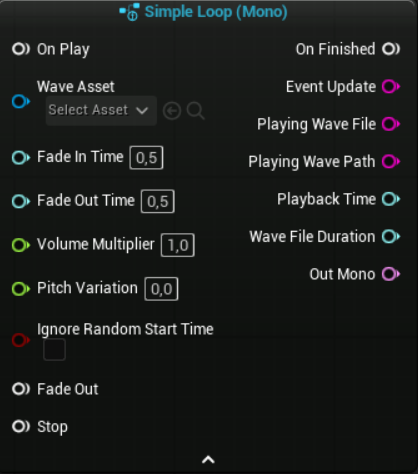 Simple Loop (Mono)
On Play
On Finished
Wave Asset
Select Asset
Event Update
Playing Wave File
Fade In Time 0,5
Playing Wave Path
Fade Out Time 0,5
Playback Time
Volume Multiplier 1,0
Wave File Duration
Pitch Variation 0,0
Out Mono
Ignore Random Start Time
Fade Out
Stop